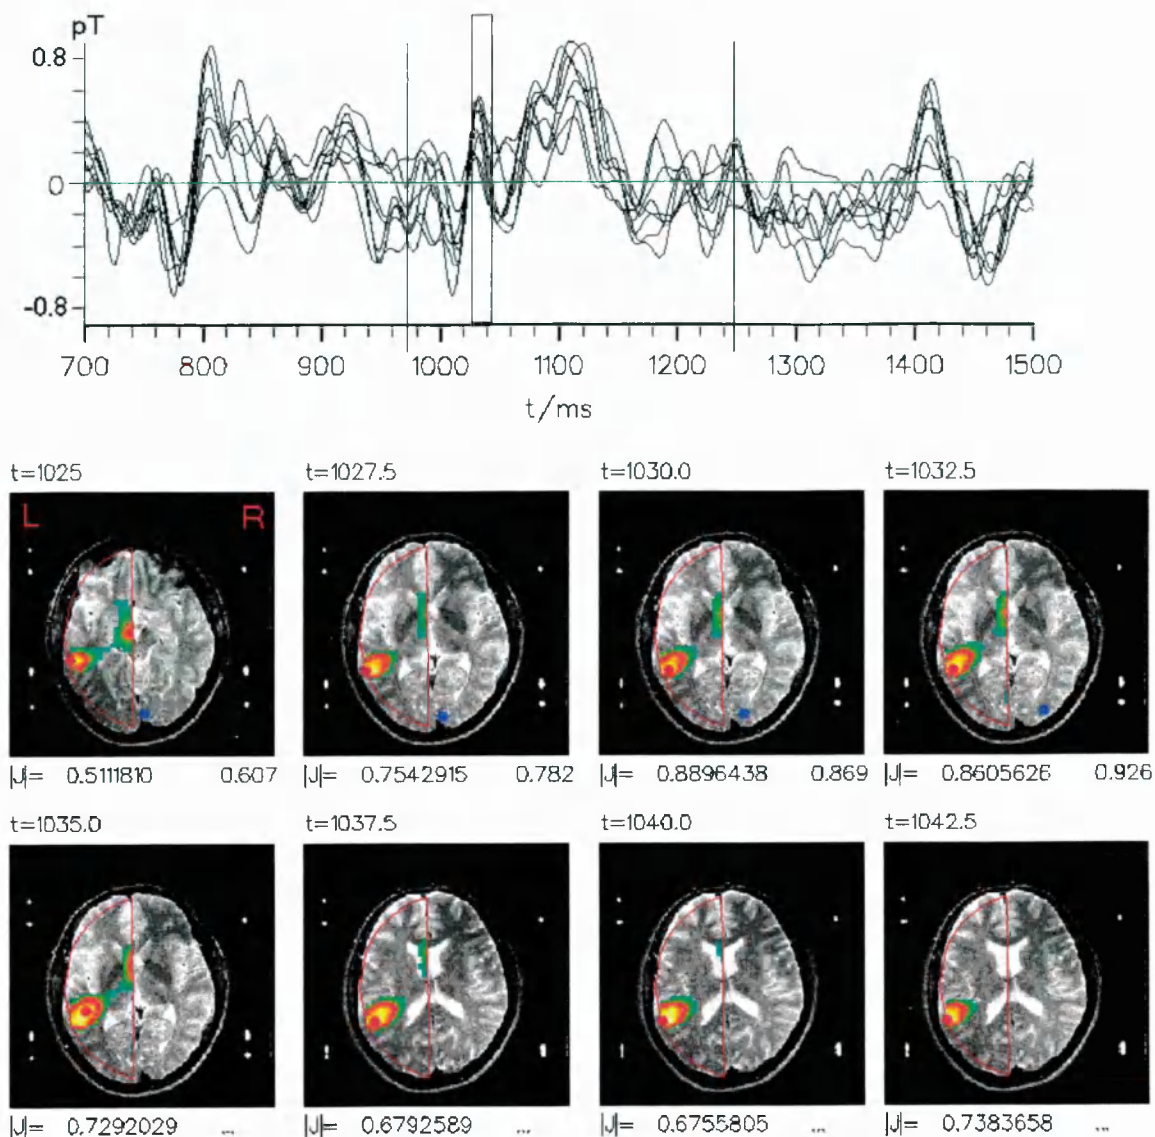 pT
0.8
0
-0.8
700 800 900 1000 1100 1200 1300 1400 1500
t/ms
t=1025 t=1027.5 t=1030.0 t=1032.5
L R
|J|= 0.5111810 0.607 |J|= 0.7542915 0.782 |J|= 0.8896438 0.869 |J|= 0.8605626 0.926
t=1035.0 t=1037.5 t=1040.0 t=1042.5
|J|= 0.7292029 ... |J|= 0.6792589 ... |J|= 0.6755805 ... |J|= 0.7383658 ...